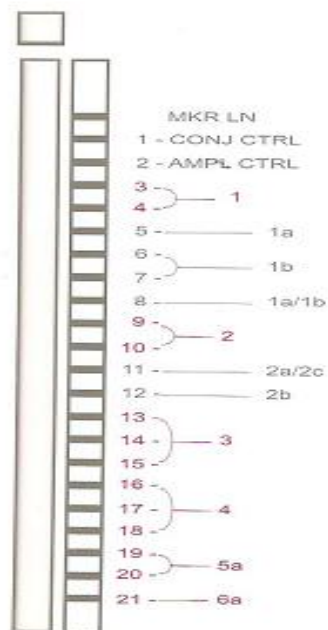 MKR LN
1 - CONJ CTRL
2 - AMPL CTRL
3 -
4 - 1
5 - 1a
6 -
7 - 1b
8 - 1a/1b
9 -
10 - 2
11 - 2a/2c
12 - 2b
13 -
14 - 3
15 -
16 -
17 - 4
18 -
19 -
20 - 5a
21 - 6a